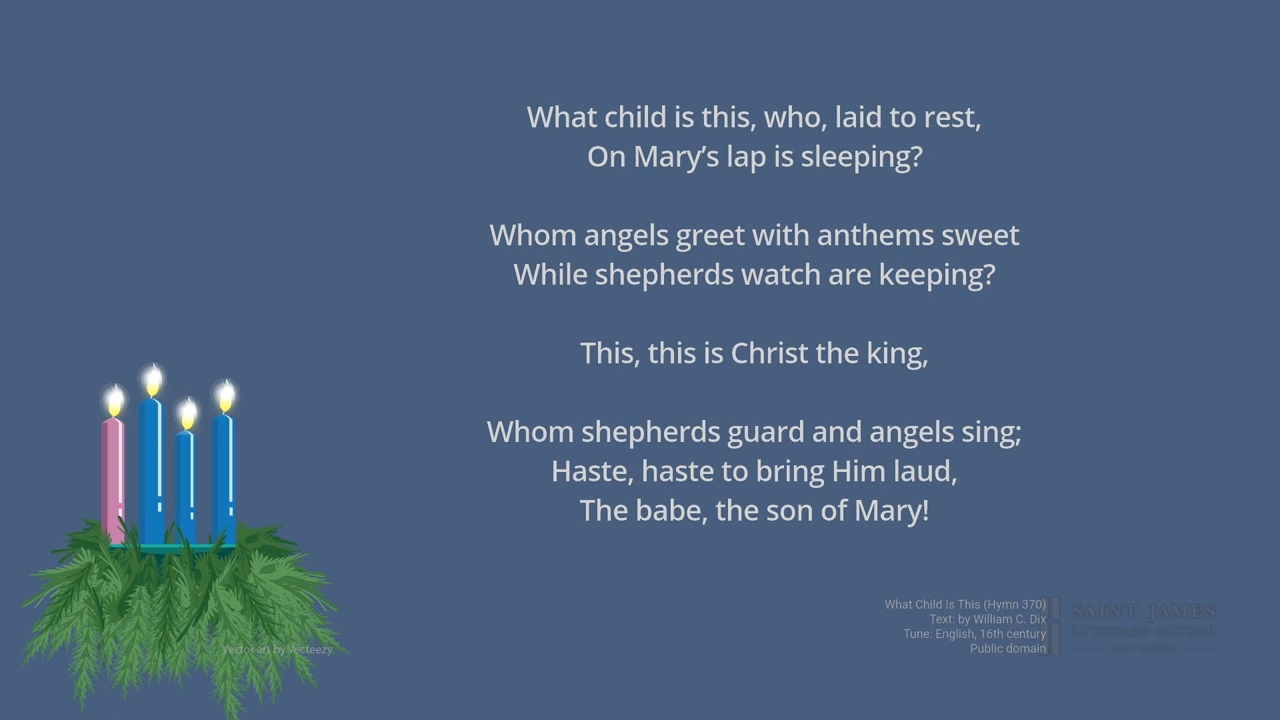 What child is this, who, laid to rest,
On Mary’s lap is sleeping?
Whom angels greet with anthems sweet
While shepherds watch are keeping?
This, this is Christ the king,
Whom shepherds guard and angels sing;
Haste, haste to bring Him laud,
The babe, the son of Mary!
What Child Is This (Hymn 370)
Text: by William C. Dix
Tune: English, 16th century
Public domain
SAINT JAMES
LUTHERAN CHURCH
Vector art by Vecteezy